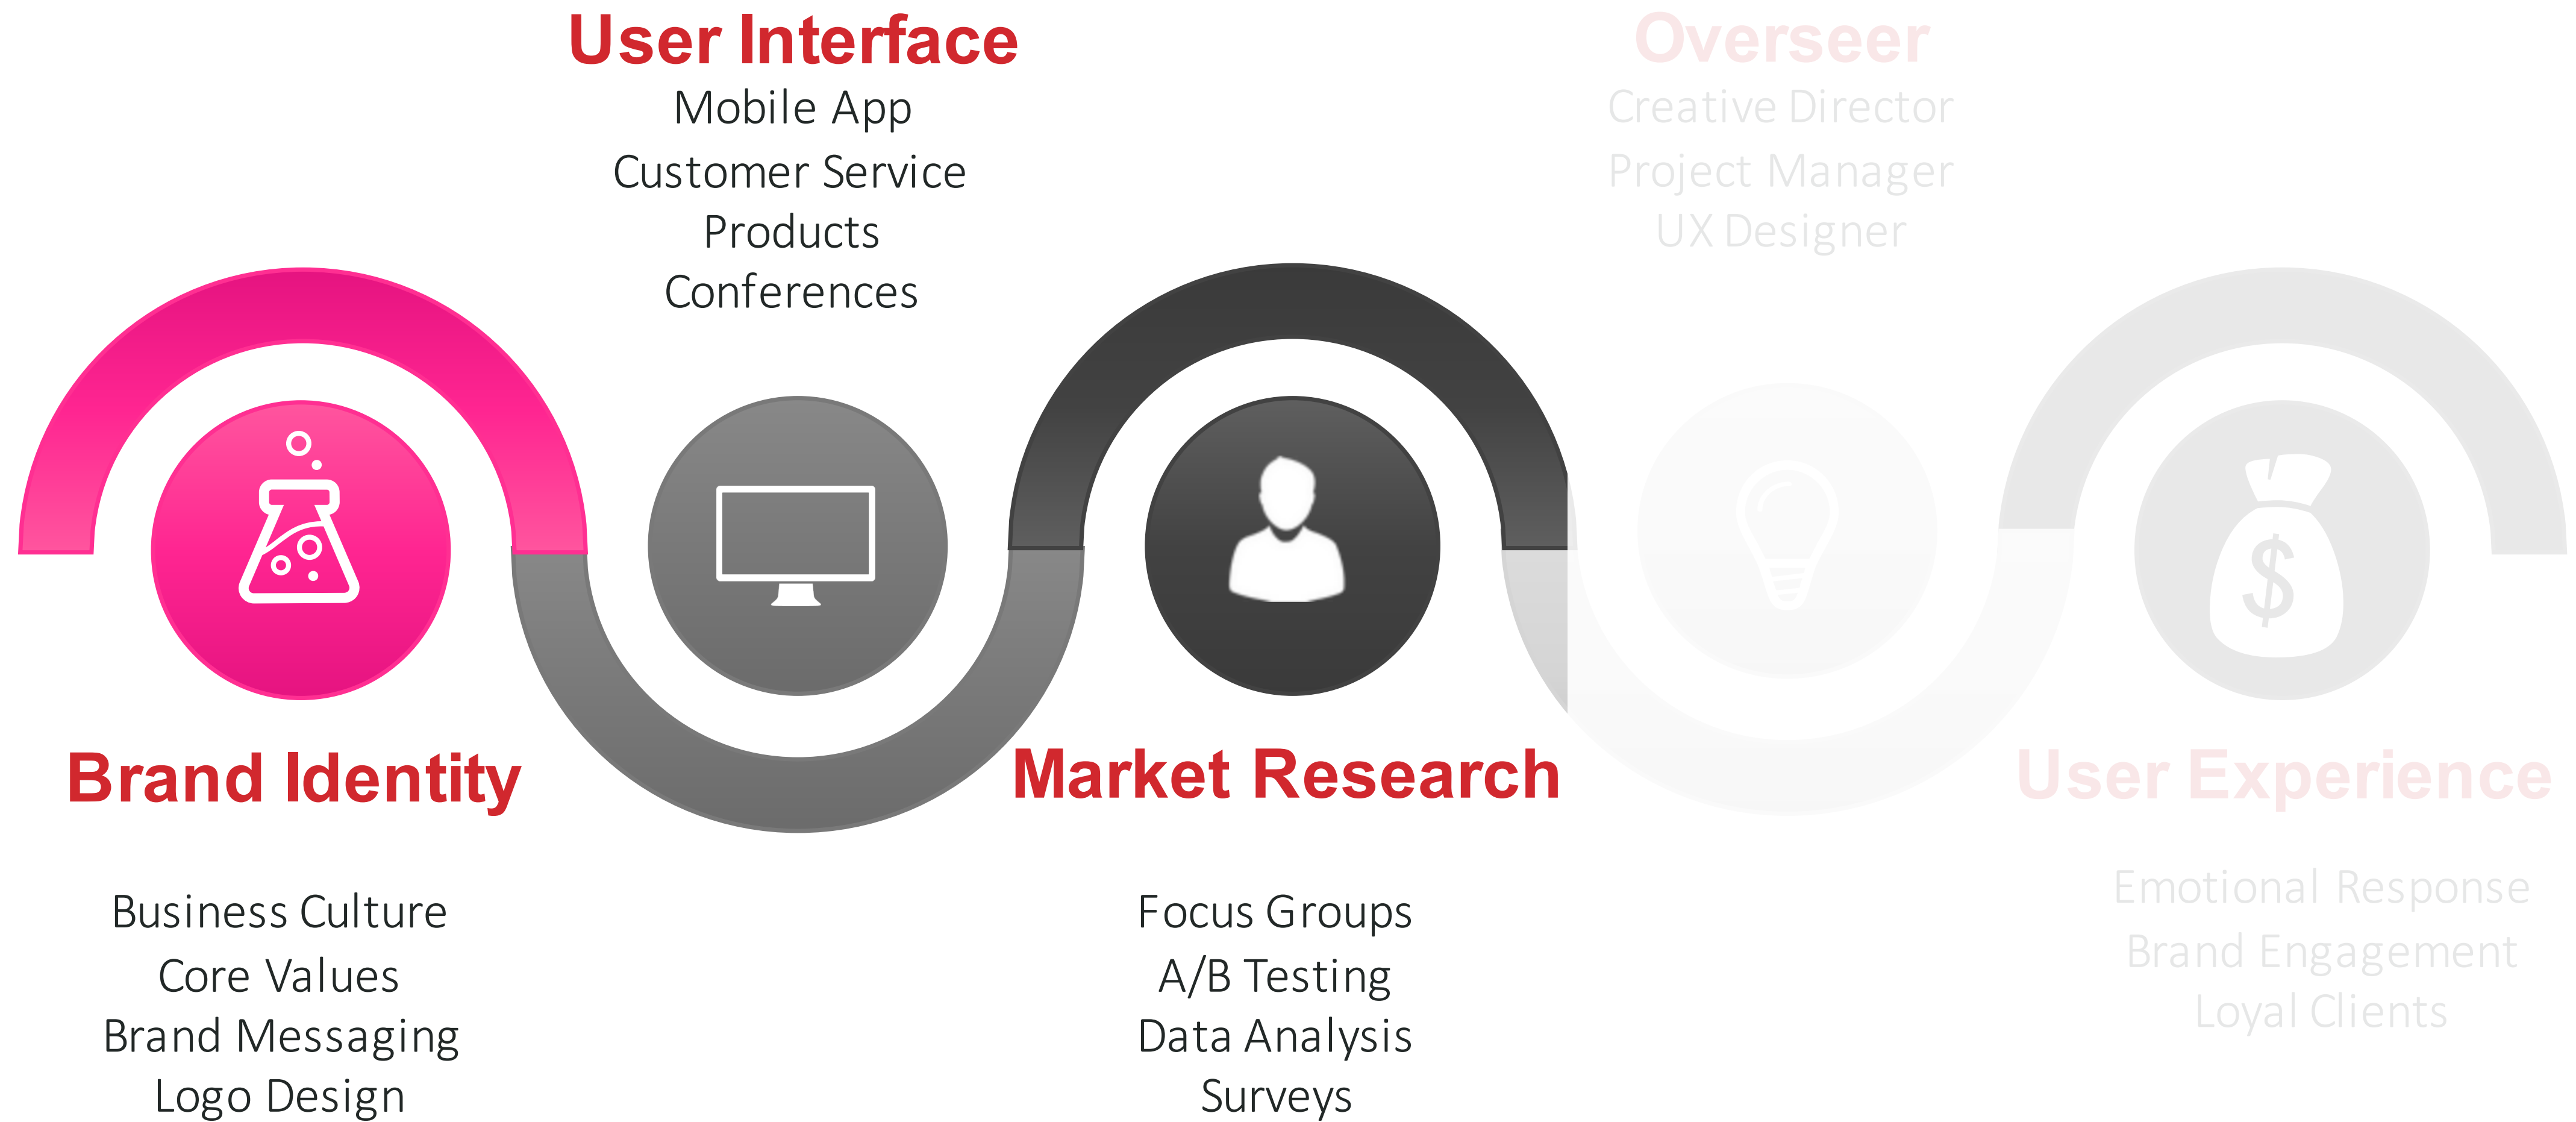 User Interface
Mobile App
Customer Service
Products
Conferences
Overseer
Creative Director
Project Manager
UX Designer
$
Brand Identity
Business Culture
Core Values
Brand Messaging
Logo Design
Market Research
Focus Groups
A/B Testing
Data Analysis
Surveys
User Experience
Emotional Response
Brand Engagement
Loyal Clients